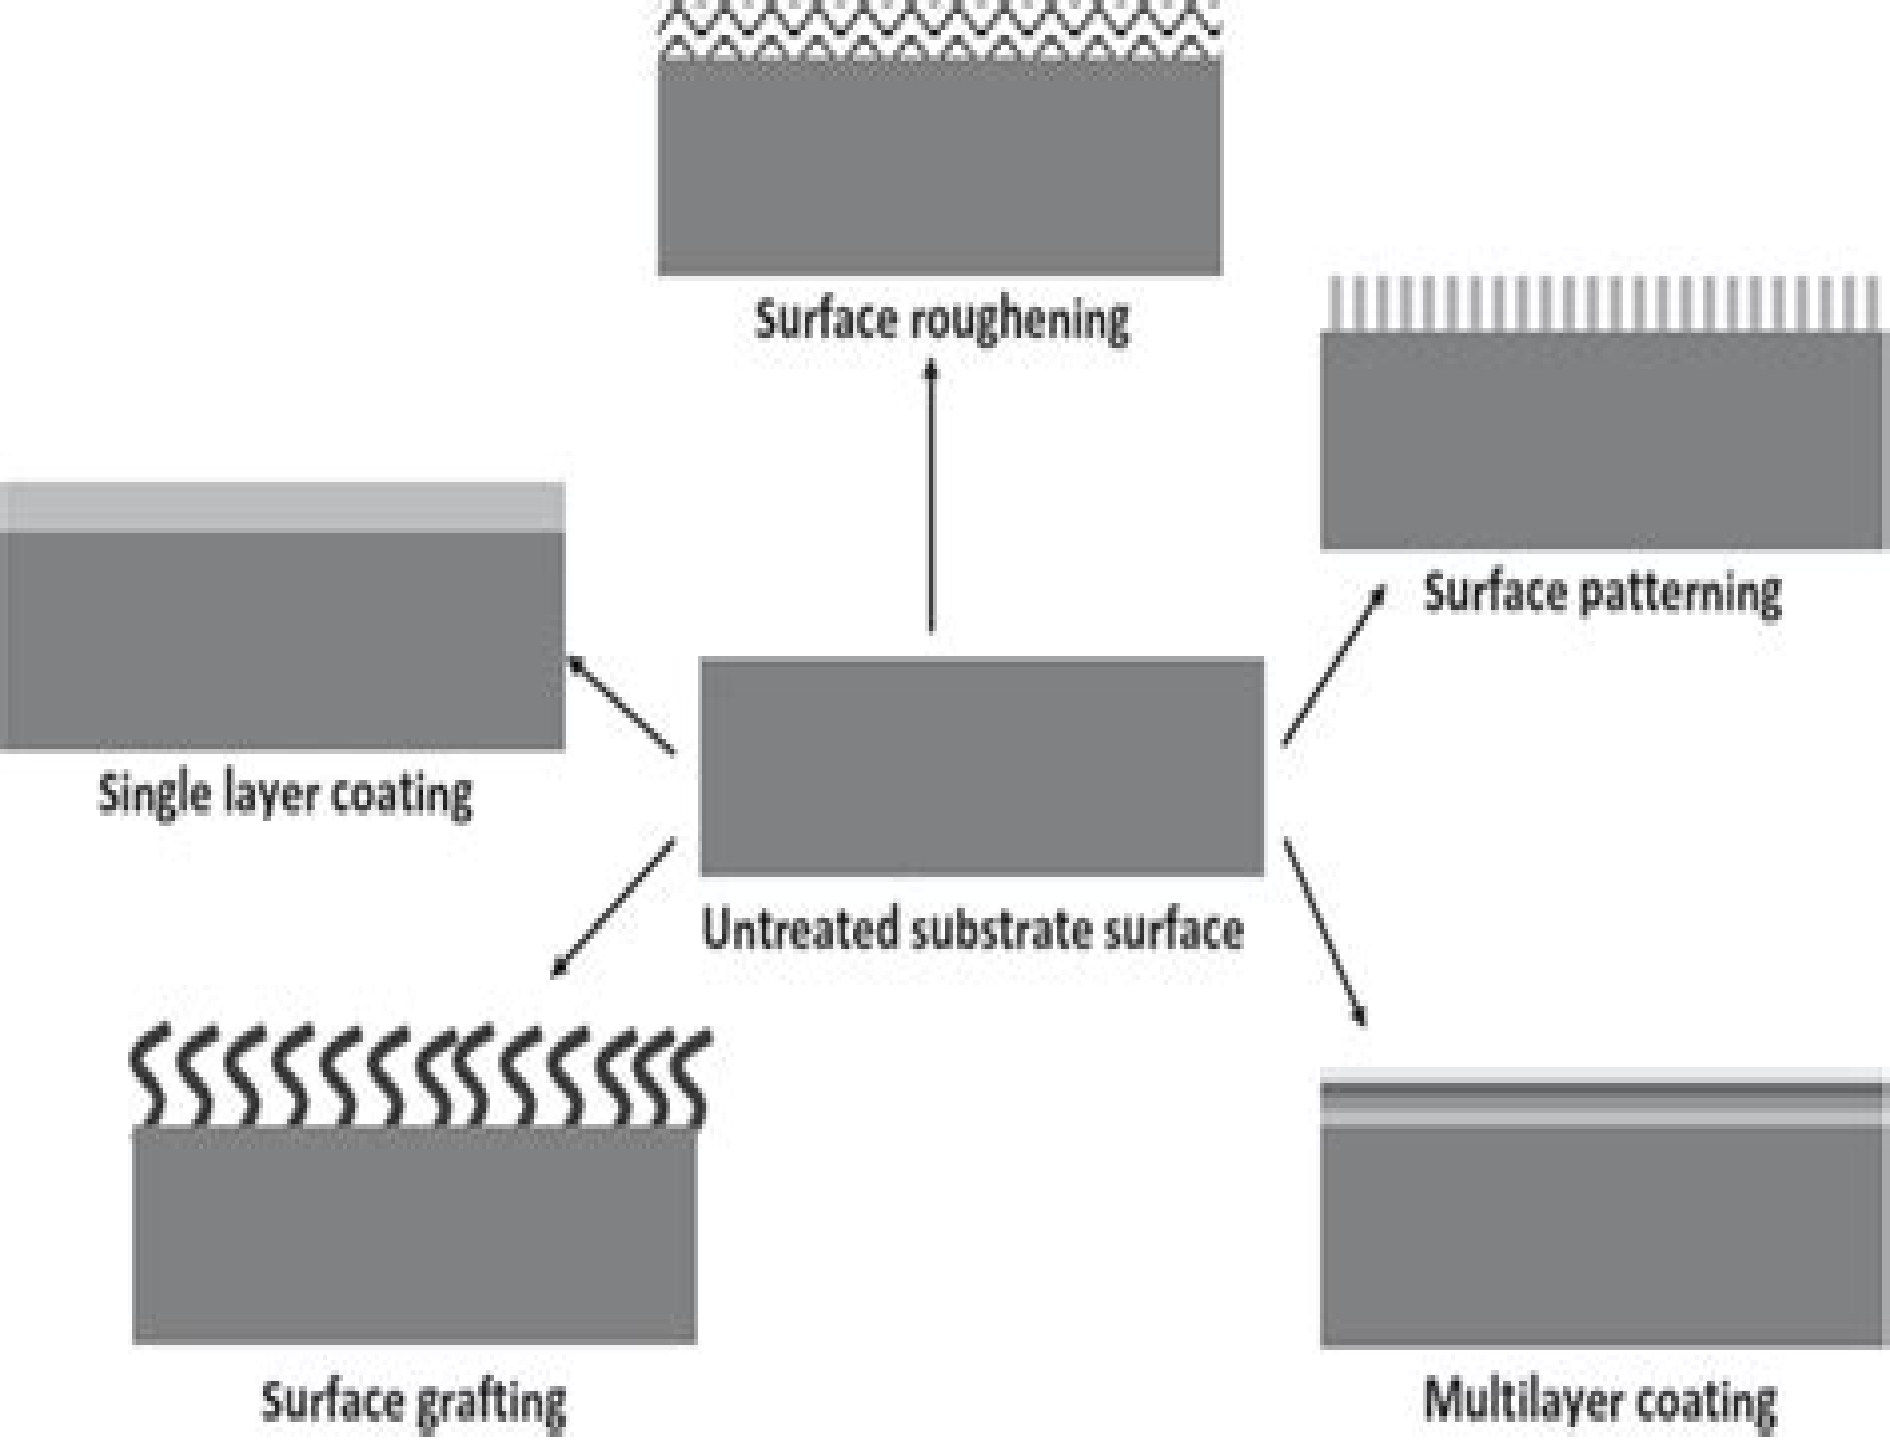 Surface roughening
Surface patterning
Single layer coating
Untreated substrate surface
Surface grafting
Multilayer coating